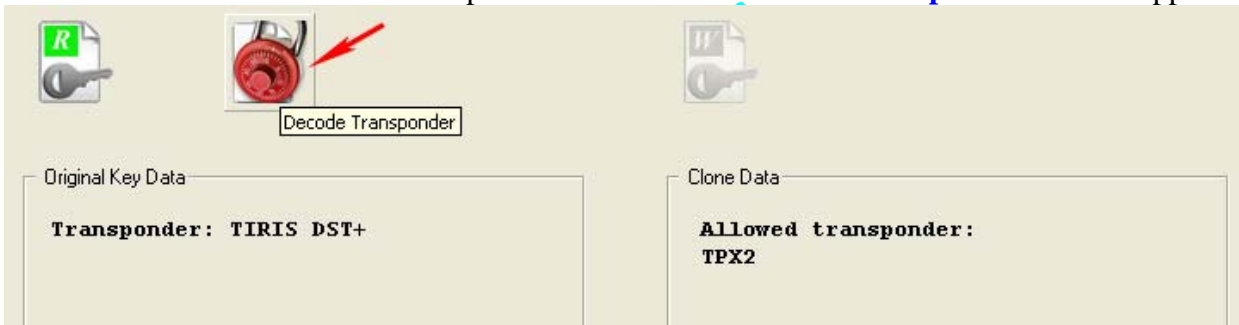 R
W
Decode Transponder
Original Key Data
Clone Data
Transponder: TIRIS DST+
Allowed transponder:
TPX2